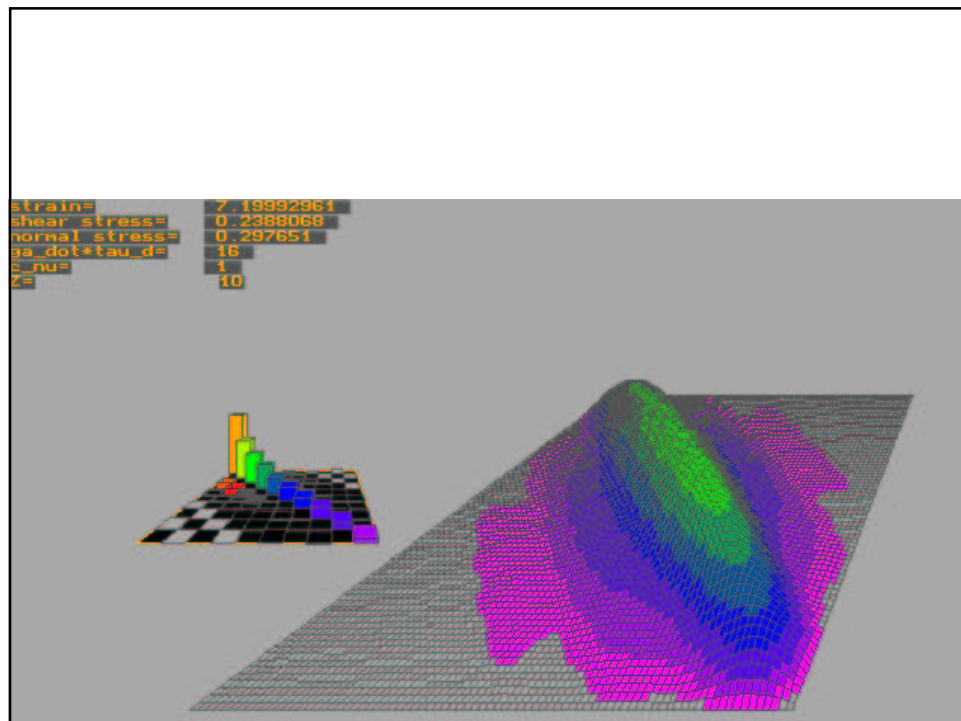 strain= 7.19992961
shear stress= 0.2388068
normal stress= 0.297651
ga_dot*tau_d= 16
c_nu= 1
Z= 10